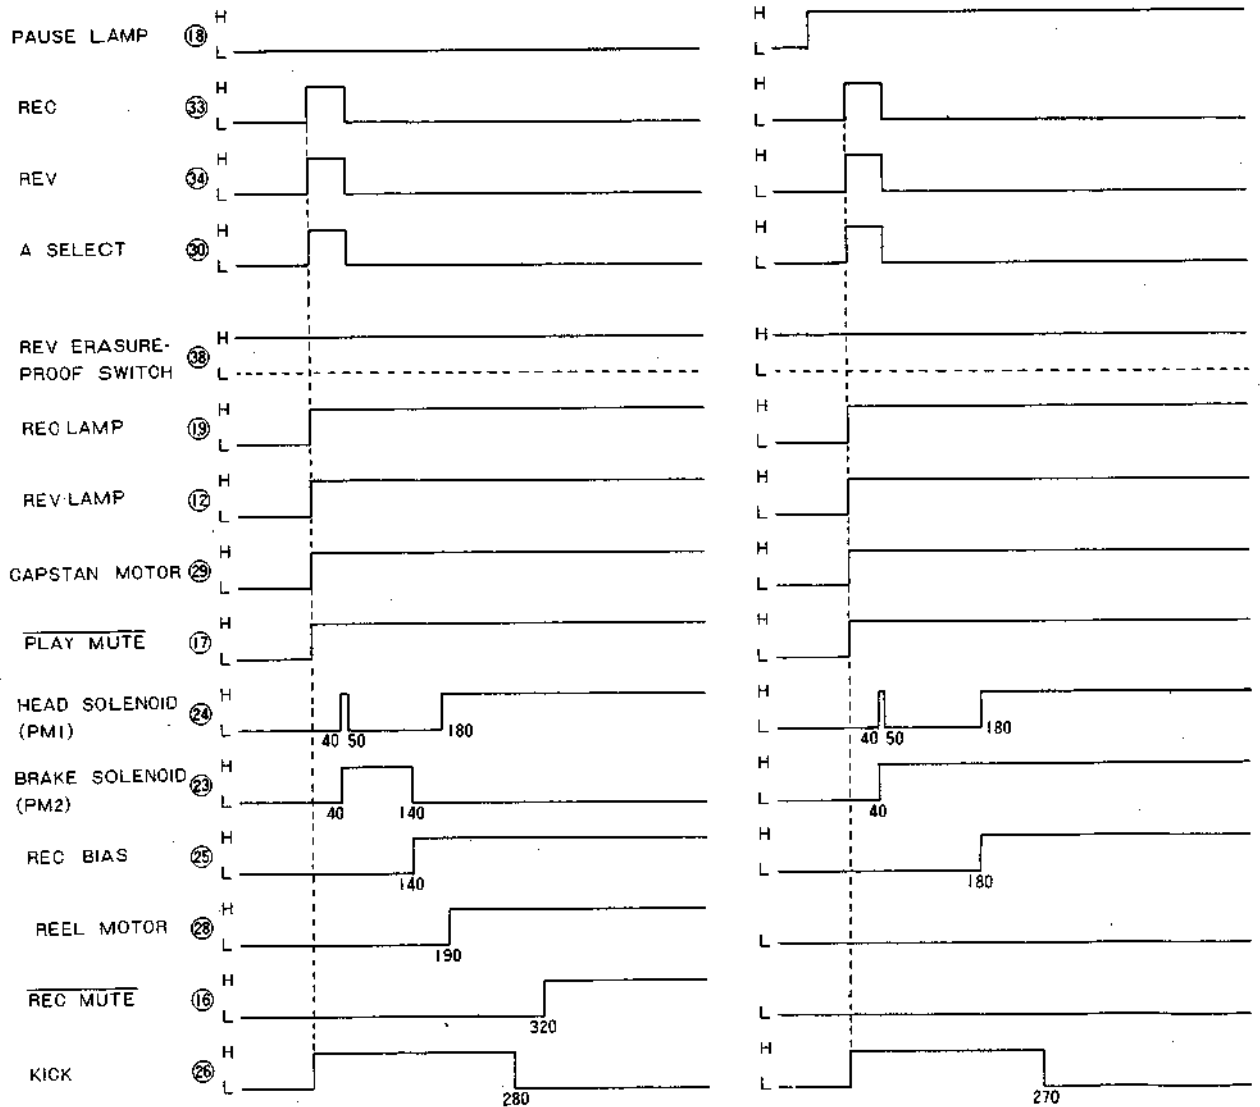 PAUSE LAMP ⑱ H H
L L
REC ㉝ H H
L L
REV ㉞ H H
L L
A SELECT ㉚ H H
L L
REV ERASURE- H H
PROOF SWITCH ㊳ L L
REC LAMP ⑲ H H
L L
REV·LAMP ⑫ H H
L L
CAPSTAN MOTOR ㉙ H H
L L
PLAY MUTE ⑰ H H
L L
HEAD SOLENOID ㉔ H H
(PM1) L L
40 50 180 40 50 180
BRAKE SOLENOID ㉓ H H
(PM2) L L
40 140 40
REC BIAS ㉕ H H
L L
140 180
REEL MOTOR ㉘ H
L L
190
REC MUTE ⑯ H
L L
320
KICK ㉖ H H
L L
280 270